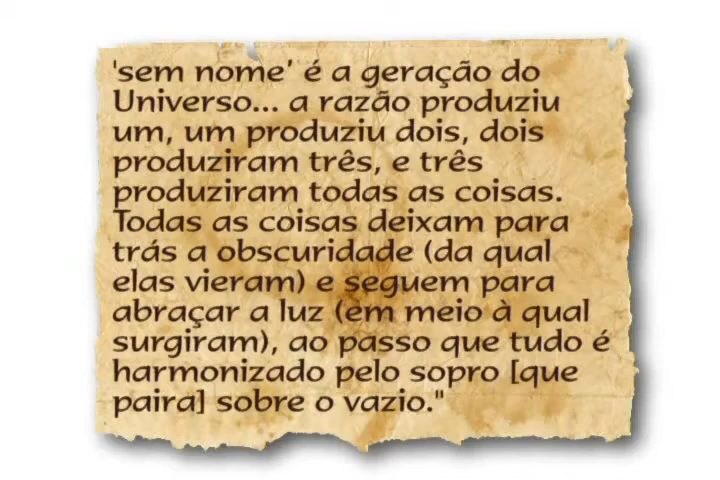 'sem nome' é a geração do
Universo... a razão produziu
um, um produziu dois, dois
produziram três, e três
produziram todas as coisas.
Todas as coisas deixam para
trás a obscuridade (da qual
elas vieram) e seguem para
abraçar a luz (em meio à qual
surgiram), ao passo que tudo é
harmonizado pelo sopro [que
paira] sobre o vazio."